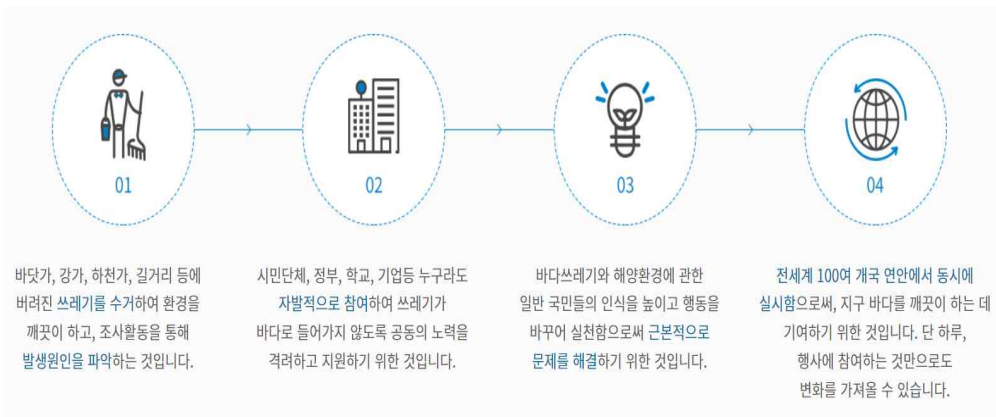 01
바닷가, 강가, 하천가, 길거리 등에
버려진 쓰레기를 수거하여 환경을
깨끗이 하고, 조사활동을 통해
발생원인을 파악하는 것입니다.
02
시민단체, 정부, 학교, 기업등 누구라도
자발적으로 참여하여 쓰레기가
바다로 들어가지 않도록 공동의 노력을
격려하고 지원하기 위한 것입니다.
03
바다쓰레기와 해양환경에 관한
일반 국민들의 인식을 높이고 행동을
바꾸어 실천함으로써 근본적으로
문제를 해결하기 위한 것입니다.
04
전세계 100여 개국 연안에서 동시에
실시함으로써, 지구 바다를 깨끗이 하는 데
기여하기 위한 것입니다. 단 하루,
행사에 참여하는 것만으로도
변화를 가져올 수 있습니다.